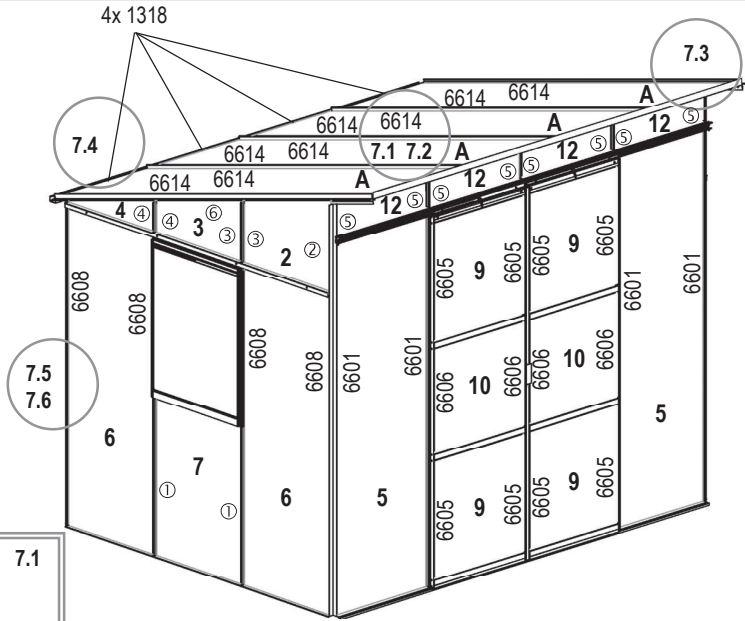 4x 1318
7.3
6614 6614 A 12 ⑤
6614 6614 A ⑤ 12 ⑤
7.4
7.1 7.2
6614 6614 A ⑤ 12 ⑤
6614 6614 A ⑤ 12 ⑤
4 ④ ④ 3 ⑥ ③ ③ 2 ②
6608 6608 6608 6608
6601 6601 6601 6601
6605 9 6605 6605 9 6605
7.5
7.6
6606 10 6606 6606 10 6606
6 7 6 5 5
① ①
6605 9 6605 6605 9 6605
7.1